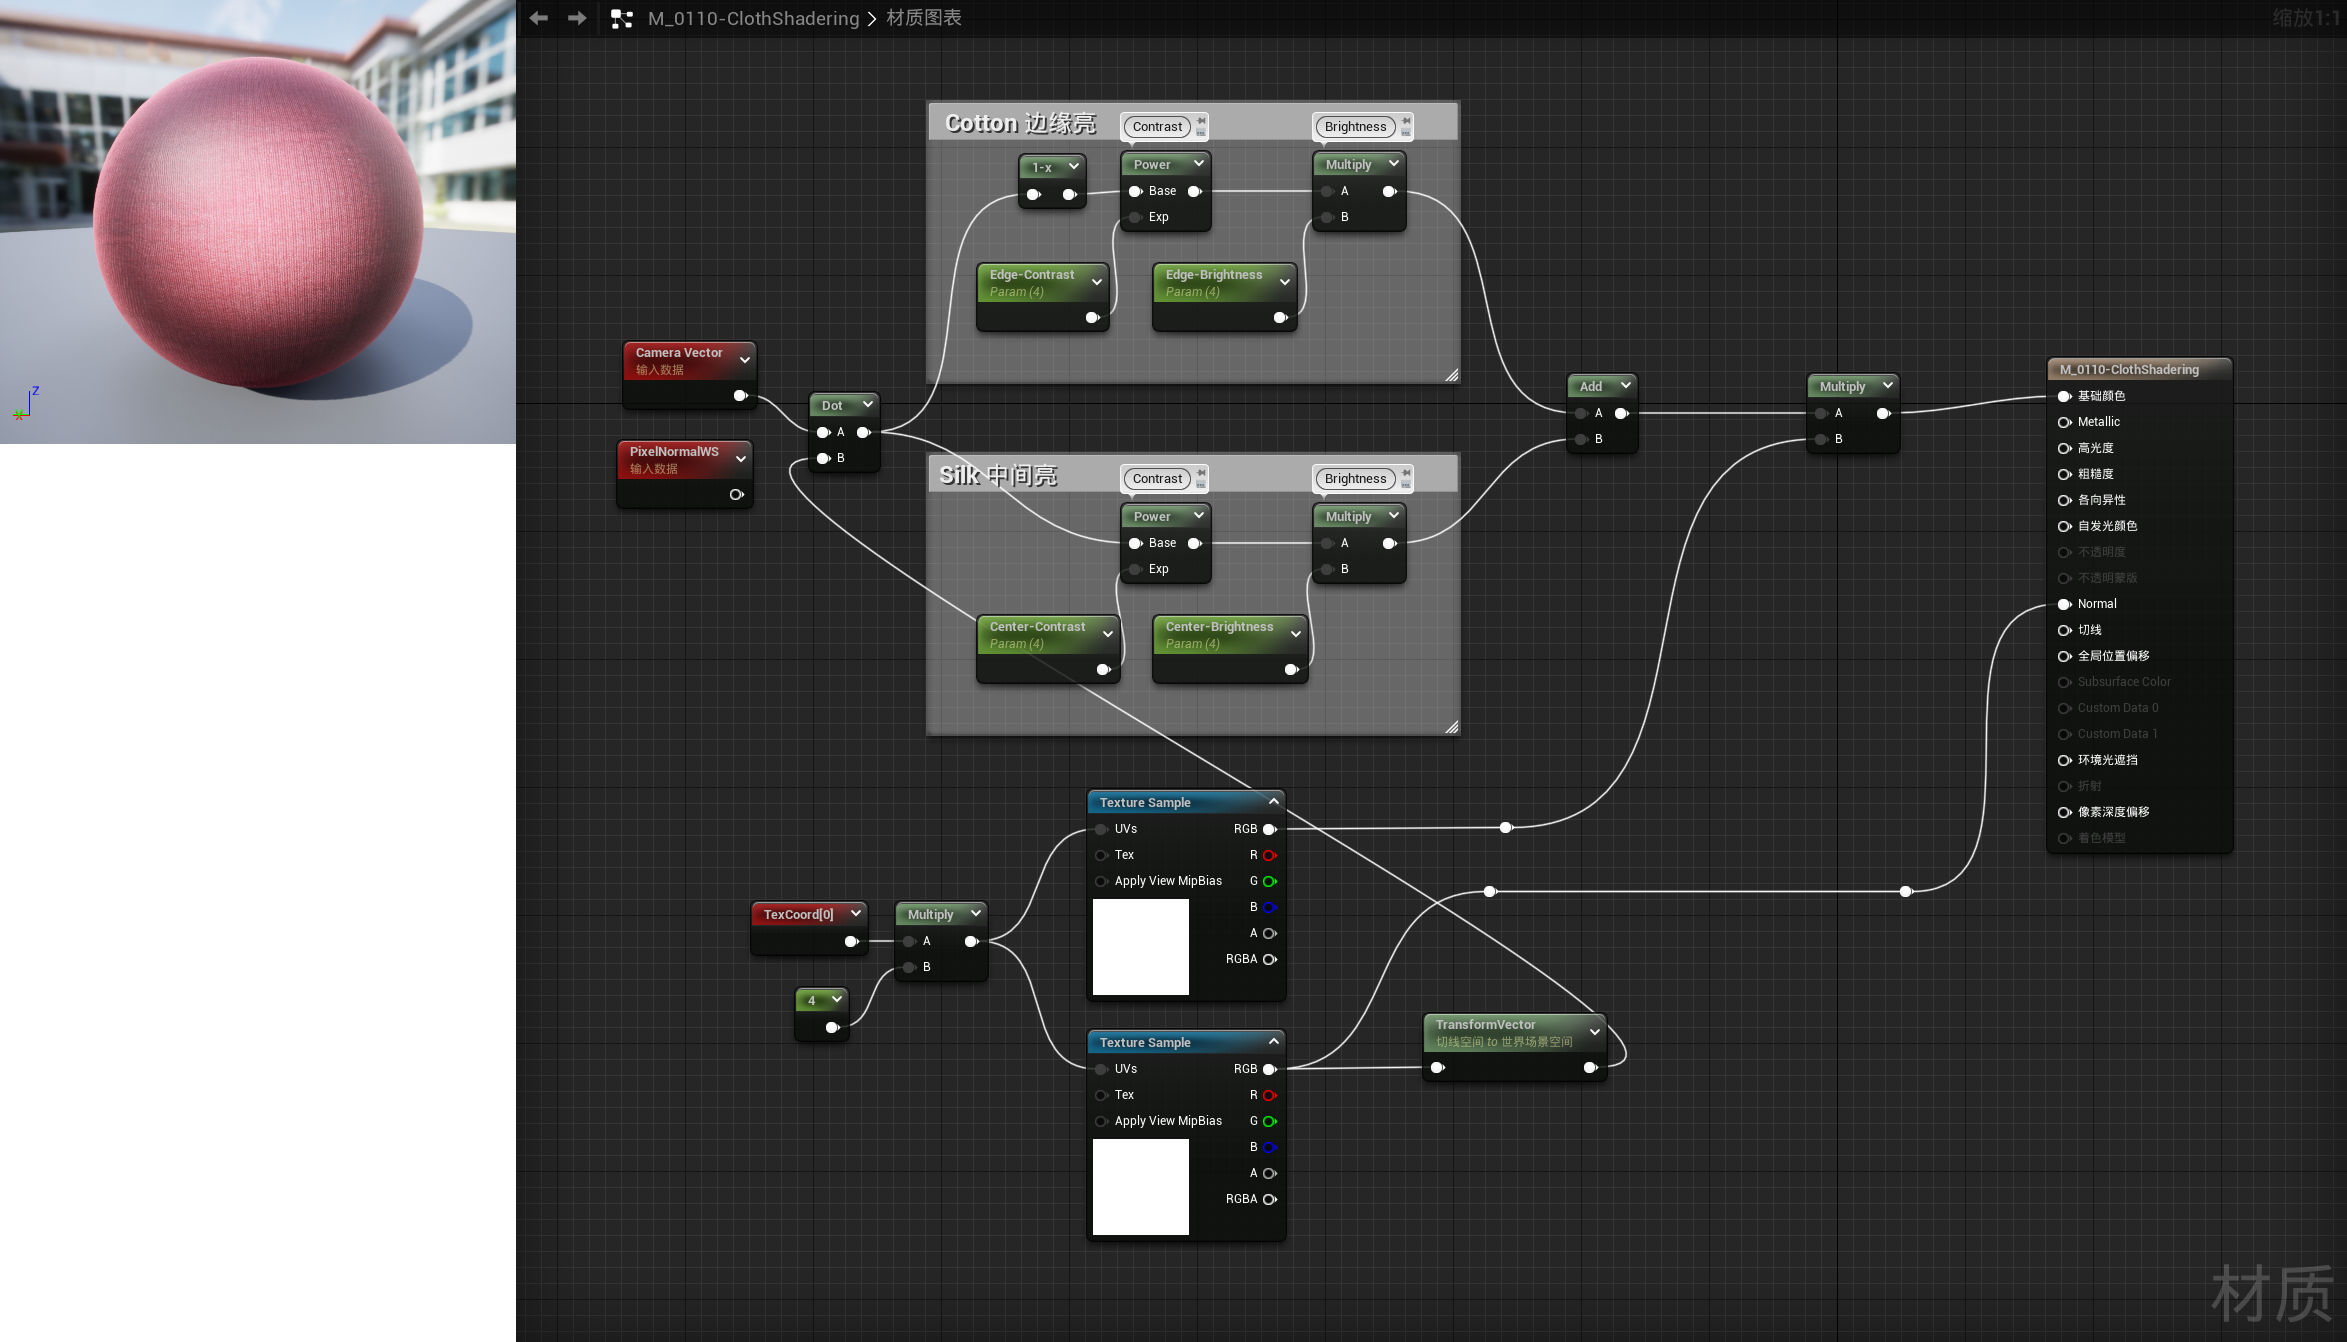 M_0110-ClothShadering > 材质图表
缩放1:1
Cotton 边缘亮
Contrast
Brightness
1-x
Power
Base
Exp
Multiply
A
B
Edge-Contrast
Param (4)
Edge-Brightness
Param (4)
Camera Vector
输入数据
PixelNormalWS
输入数据
Dot
A
B
Silk 中间亮
Contrast
Brightness
Power
Base
Exp
Multiply
A
B
Center-Contrast
Param (4)
Center-Brightness
Param (4)
Add
A
B
Multiply
A
B
M_0110-ClothShadering
基础颜色
Metallic
高光度
粗糙度
各向异性
自发光颜色
不透明度
不透明蒙版
Normal
切线
全局位置偏移
Subsurface Color
Custom Data 0
Custom Data 1
环境光遮挡
折射
像素深度偏移
着色模型
TexCoord[0]
Multiply
A
B
4
Texture Sample
UVs RGB
Tex R
Apply View MipBias G
B
A
RGBA
Texture Sample
UVs RGB
Tex R
Apply View MipBias G
B
A
RGBA
TransformVector
切线空间 to 世界场景空间
Z
X
材质